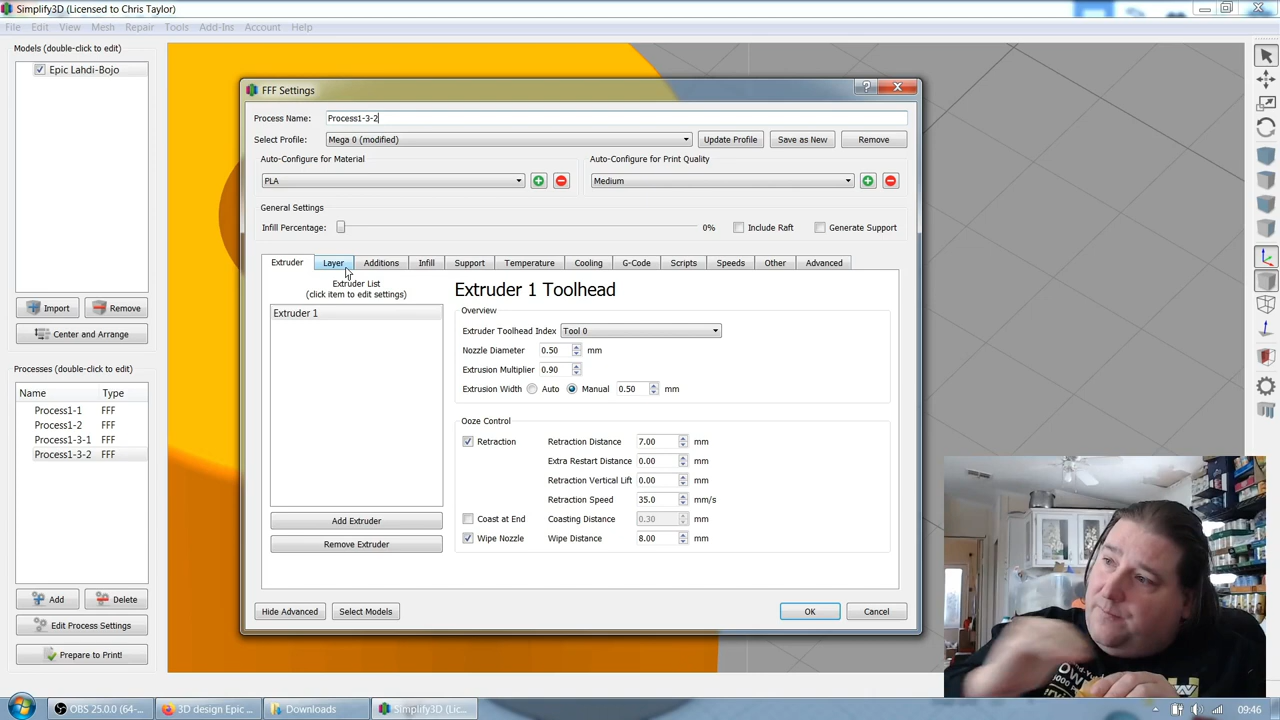 Simplify3D (Licensed to Chris Taylor)
File Edit View Mesh Repair Tools Add-Ins Account Help
Models (double-click to edit)
Epic Lahdi-Bojo
Import Remove
Center and Arrange
Processes (double-click to edit)
Name Type
Process1-1 FFF
Process1-2 FFF
Process1-3-1 FFF
Process1-3-2 FFF
Add Delete
Edit Process Settings
Prepare to Print!
FFF Settings
Process Name: Process1-3-2
Select Profile: Mega 0 (modified) Update Profile Save as New Remove
Auto-Configure for Material Auto-Configure for Print Quality
PLA Medium
General Settings
Infill Percentage: 0% Include Raft Generate Support
Extruder Layer Additions Infill Support Temperature Cooling G-Code Scripts Speeds Other Advanced
Extruder List
(click item to edit settings)
Extruder 1
Add Extruder
Remove Extruder
Extruder 1 Toolhead
Overview
Extruder Toolhead Index Tool 0
Nozzle Diameter 0.50 mm
Extrusion Multiplier 0.90
Extrusion Width Auto Manual 0.50 mm
Ooze Control
Retraction Retraction Distance 7.00 mm
Extra Restart Distance 0.00 mm
Retraction Vertical Lift 0.00 mm
Retraction Speed 35.0 mm/s
Coast at End Coasting Distance 0.30 mm
Wipe Nozzle Wipe Distance 8.00 mm
Hide Advanced Select Models OK Cancel
OBS 25.0.0 (64-... 3D design Epic ... Downloads Simplify3D (Lic... 09:46